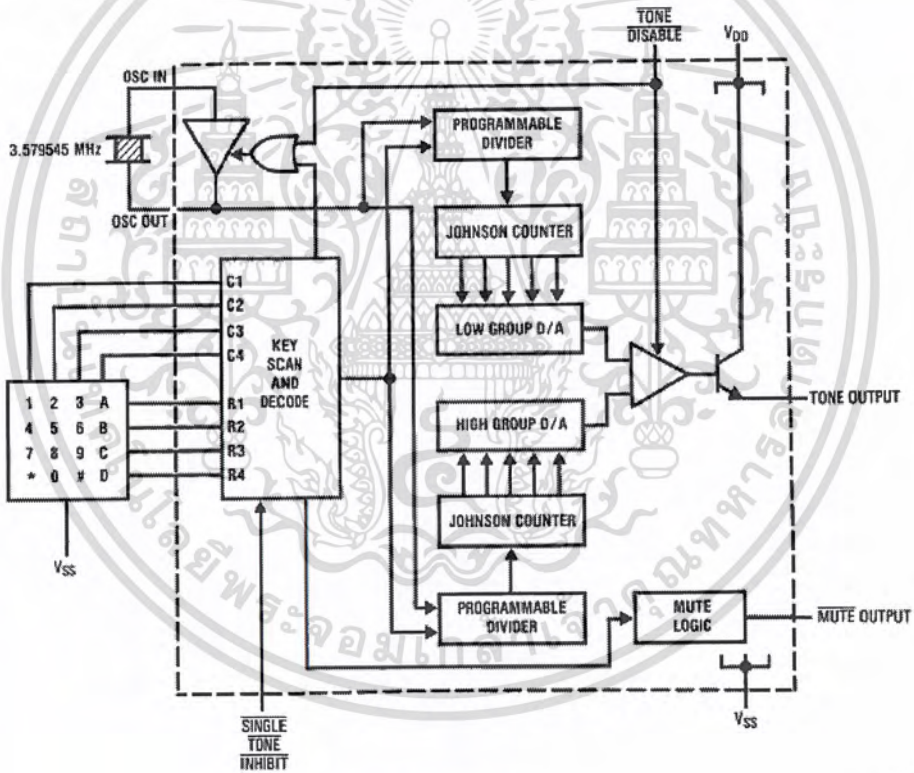 TONE
DISABLE
VDD
OSC IN
3.579545 MHz
OSC OUT
PROGRAMMABLE
DIVIDER
JOHNSON COUNTER
LOW GROUP D/A
C1
C2
C3
C4
R1
R2
R3
R4
KEY
SCAN
AND
DECODE
1 2 3 A
4 5 6 B
7 8 9 C
* 0 # D
VSS
TONE OUTPUT
HIGH GROUP D/A
JOHNSON COUNTER
PROGRAMMABLE
DIVIDER
MUTE
LOGIC
MUTE OUTPUT
VSS
SINGLE
TONE
INHIBIT